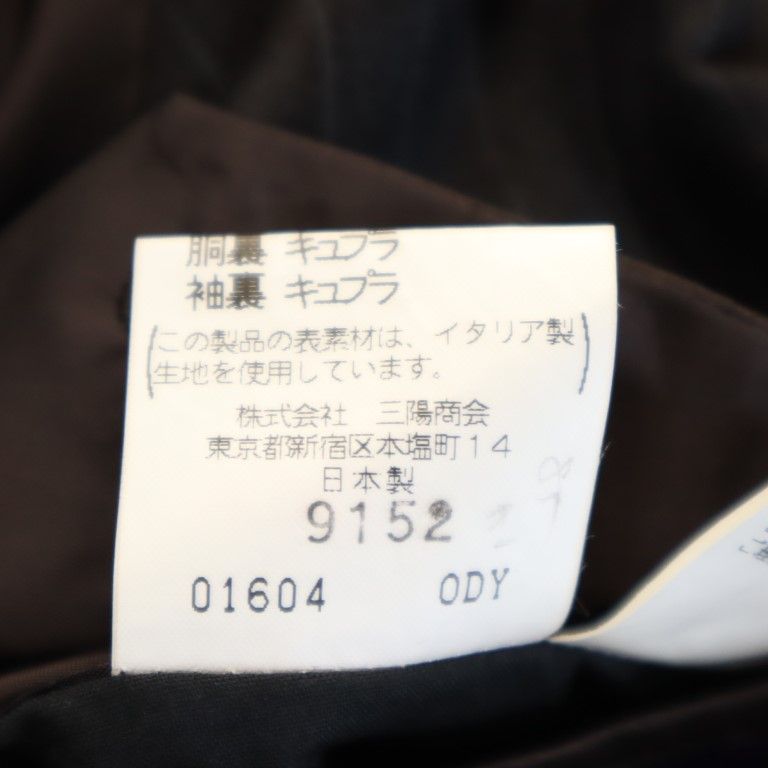 胴裏 キュプラ
袖裏 キュプラ
(この製品の表素材は、イタリア製
生地を使用しています。)
株式会社 三陽商会
東京都新宿区本塩町14
日本製
9152
01604 ODY